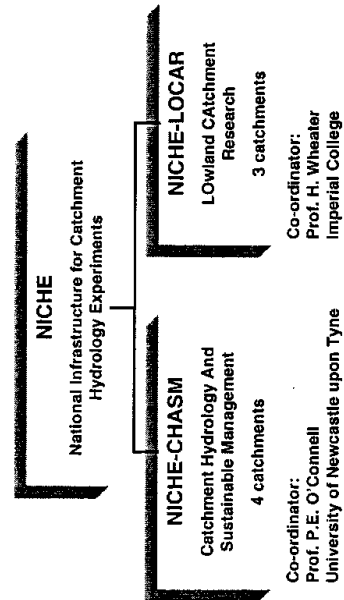 NICHE
National Infrastructure for Catchment
Hydrology Experiments
NICHE-CHASM
Catchment Hydrology And
Sustainable Management
4 catchments
Co-ordinator:
Prof. P.E. O'Connell
University of Newcastle upon Tyne
NICHE-LOCAR
LOwland CAtchment
Research
3 catchments
Co-ordinator:
Prof. H. Wheater
Imperial College